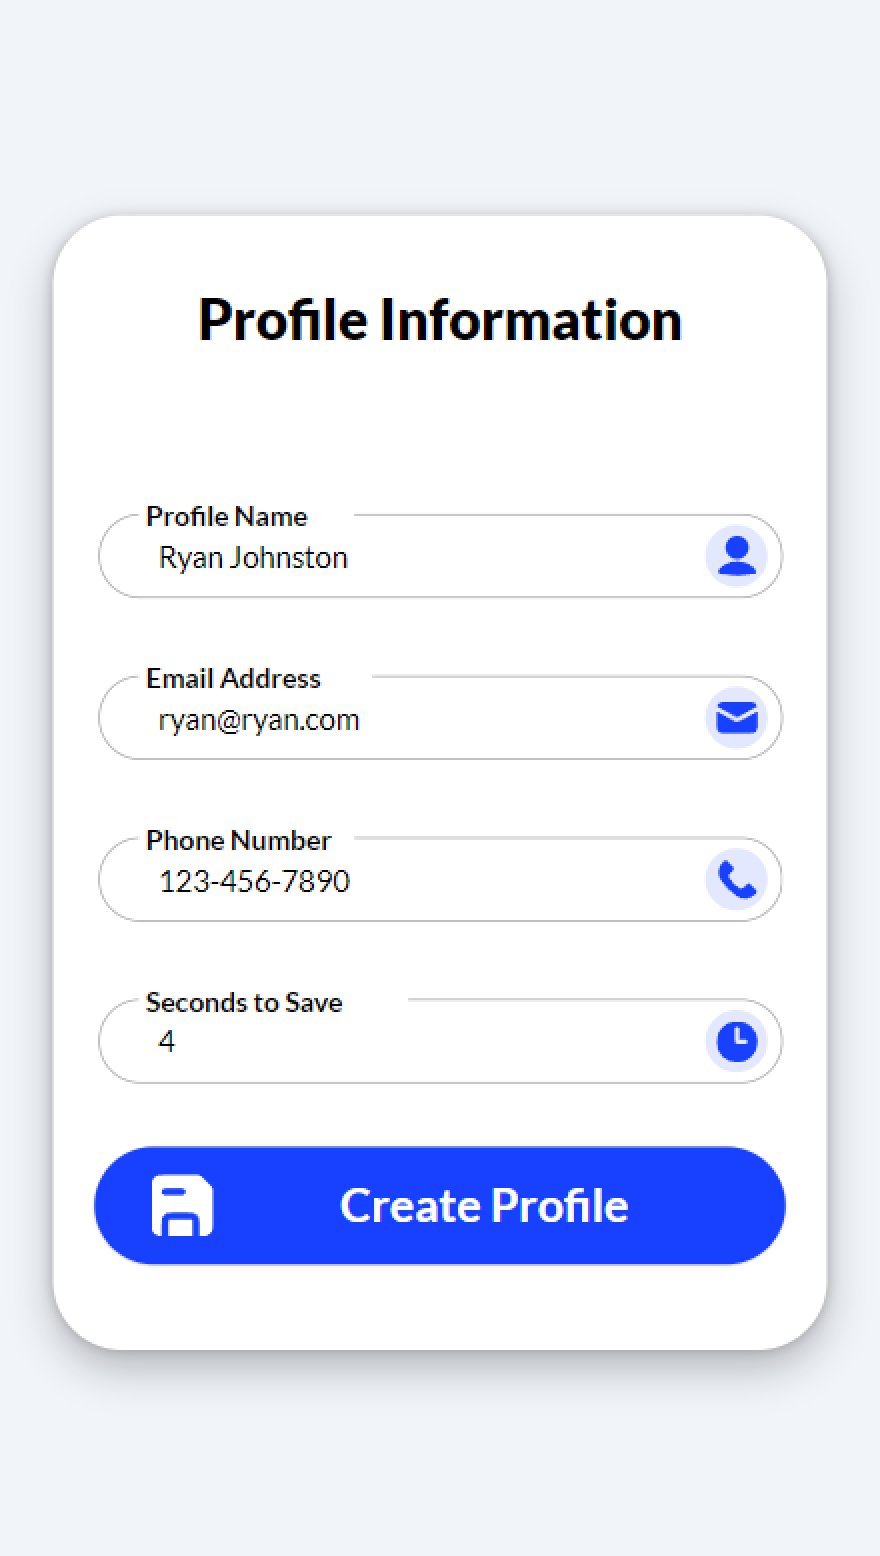 Profile Information
Profile Name
Ryan Johnston
Email Address
ryan@ryan.com
Phone Number
123-456-7890
Seconds to Save
4
Create Profile